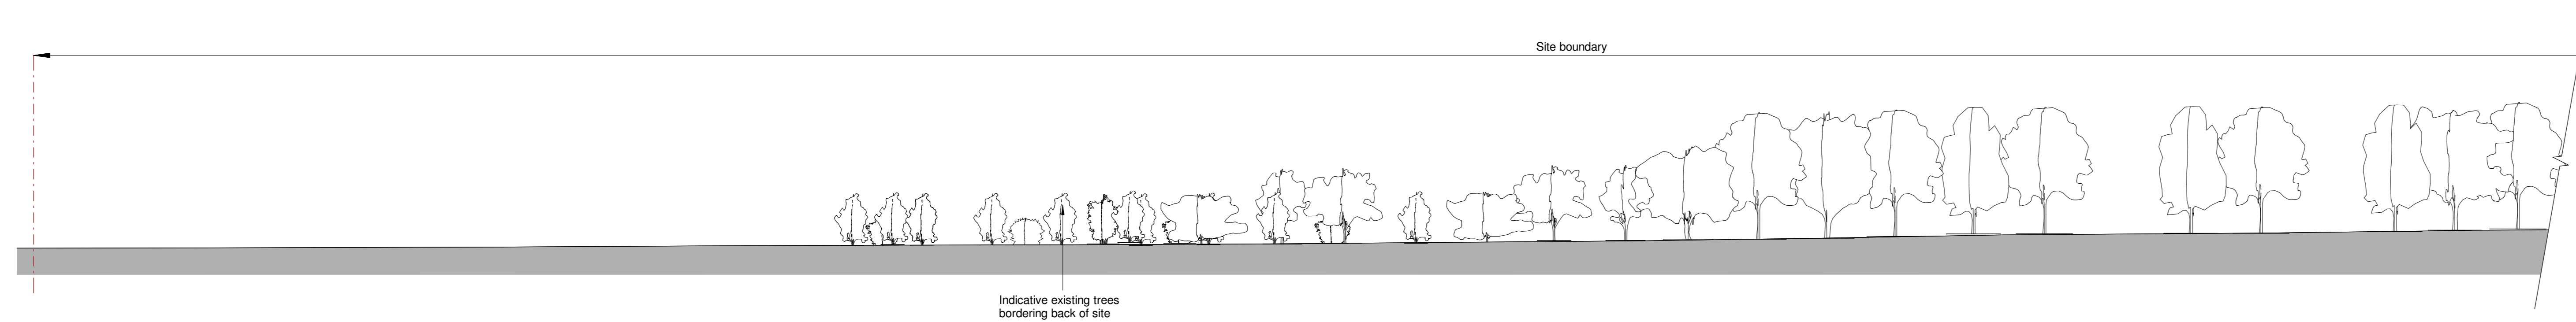 Site boundary
Indicative existing trees
bordering back of site